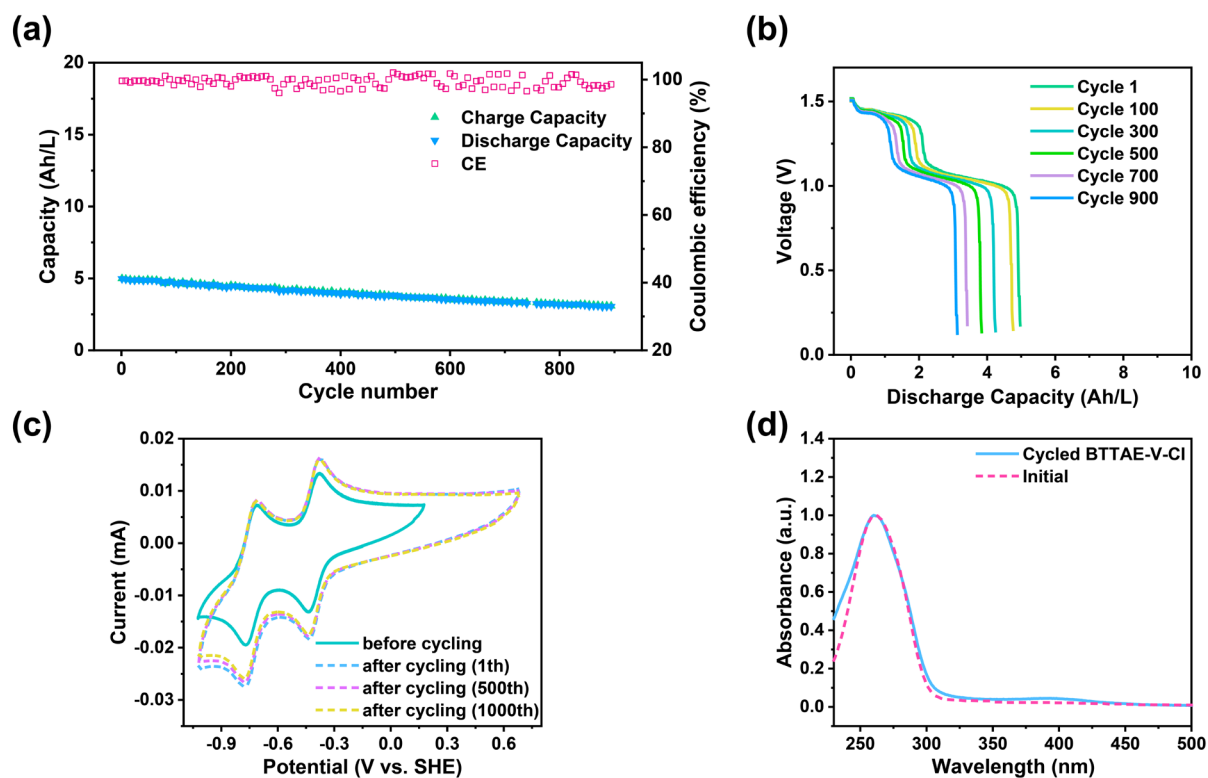 (a)
20
15
10
5
0
Capacity (Ah/L)
0
200
400
600
800
Cycle number
100
80
60
40
20
Coulombic efficiency (%)
Charge Capacity
Discharge Capacity
CE
(b)
1.5
1.0
0.5
0.0
Voltage (V)
0
2
4
6
8
10
Discharge Capacity (Ah/L)
Cycle 1
Cycle 100
Cycle 300
Cycle 500
Cycle 700
Cycle 900
(c)
0.02
0.01
0.00
-0.01
-0.02
-0.03
Current (mA)
-0.9
-0.6
-0.3
0.0
0.3
0.6
Potential (V vs. SHE)
before cycling
after cycling (1th)
after cycling (500th)
after cycling (1000th)
(d)
1.4
1.2
1.0
0.8
0.6
0.4
0.2
0.0
Absorbance (a.u.)
250
300
350
400
450
500
Wavelength (nm)
Cycled BTTAE-V-Cl
Initial